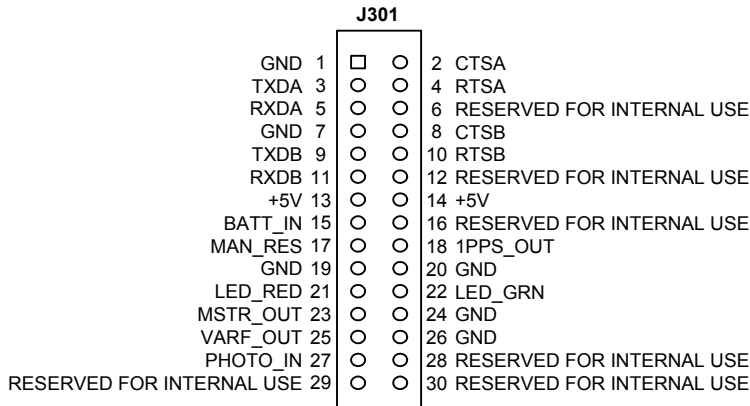 J301
GND 1 2 CTSA
TXDA 3 4 RTSA
RXDA 5 6 RESERVED FOR INTERNAL USE
GND 7 8 CTSB
TXDB 9 10 RTSB
RXDB 11 12 RESERVED FOR INTERNAL USE
+5V 13 14 +5V
BATT_IN 15 16 RESERVED FOR INTERNAL USE
MAN_RES 17 18 1PPS_OUT
GND 19 20 GND
LED_RED 21 22 LED_GRN
MSTR_OUT 23 24 GND
VARF_OUT 25 26 GND
PHOTO_IN 27 28 RESERVED FOR INTERNAL USE
RESERVED FOR INTERNAL USE 29 30 RESERVED FOR INTERNAL USE